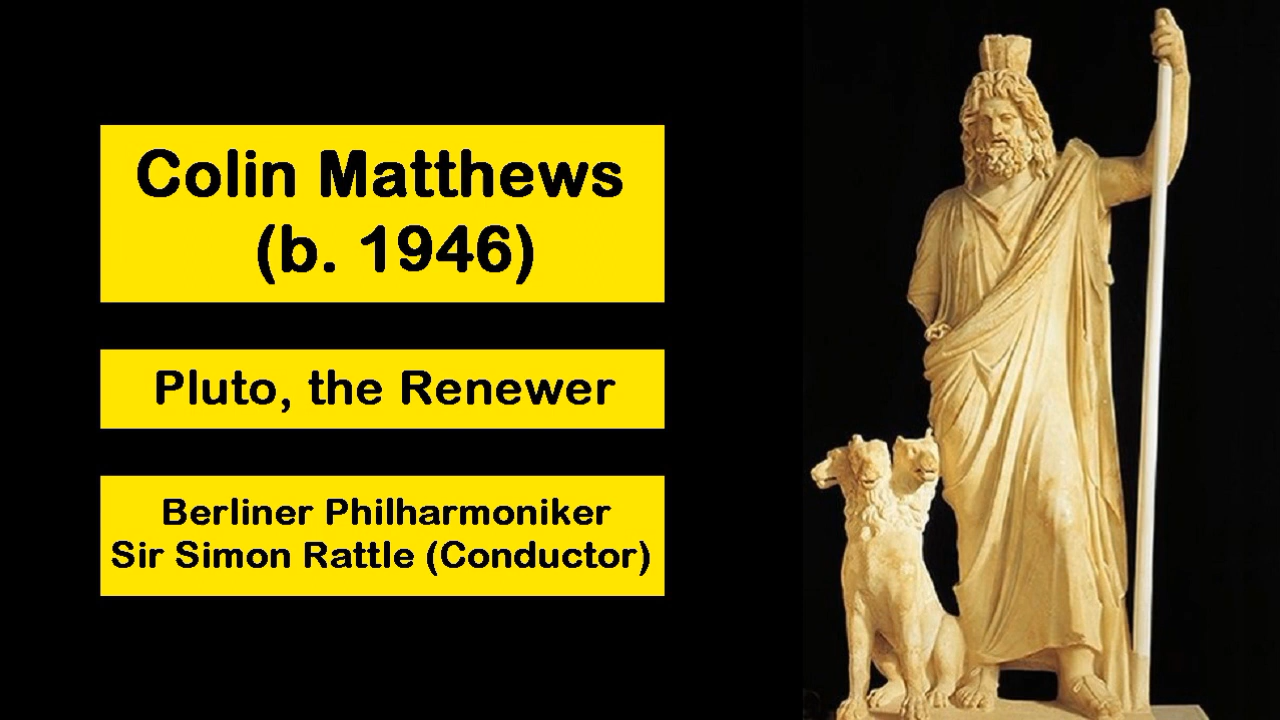 Colin Matthews
(b. 1946)
Pluto, the Renewer
Berliner Philharmoniker
Sir Simon Rattle (Conductor)